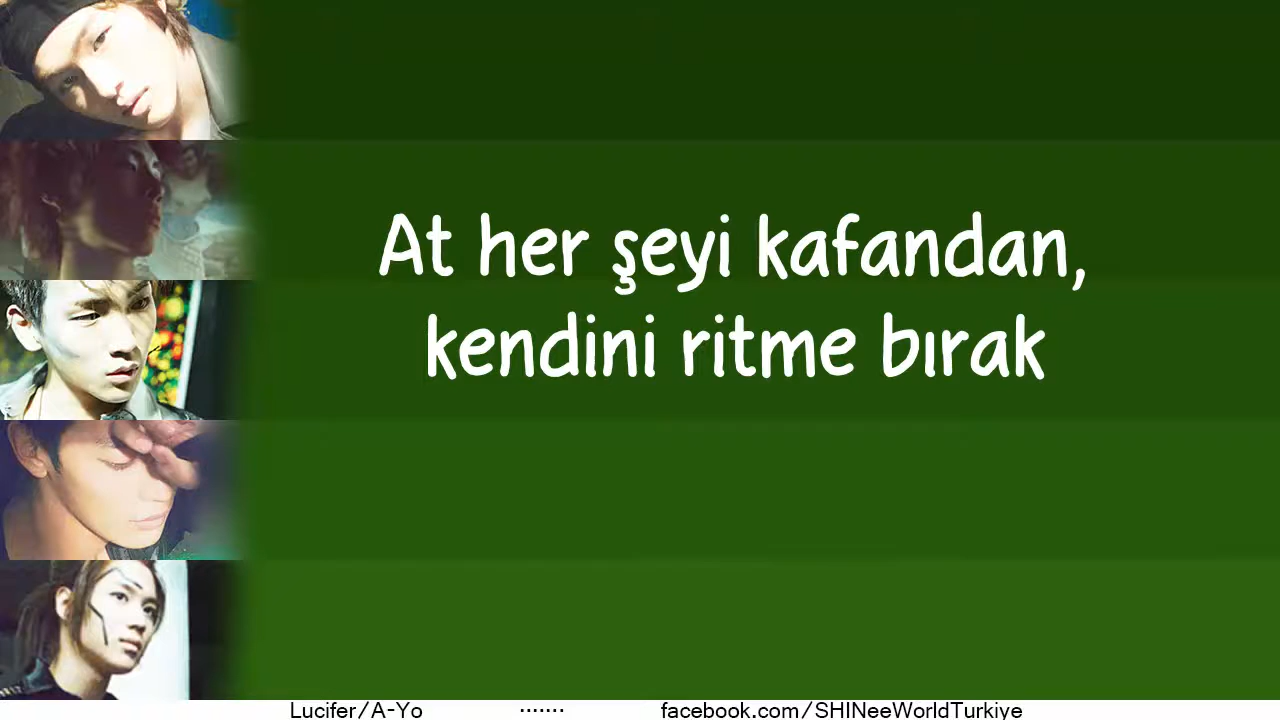 At her şeyi kafandan,
kendini ritme bırak
Lucifer/A-Yo ....... facebook.com/SHINeeWorldTurkiye